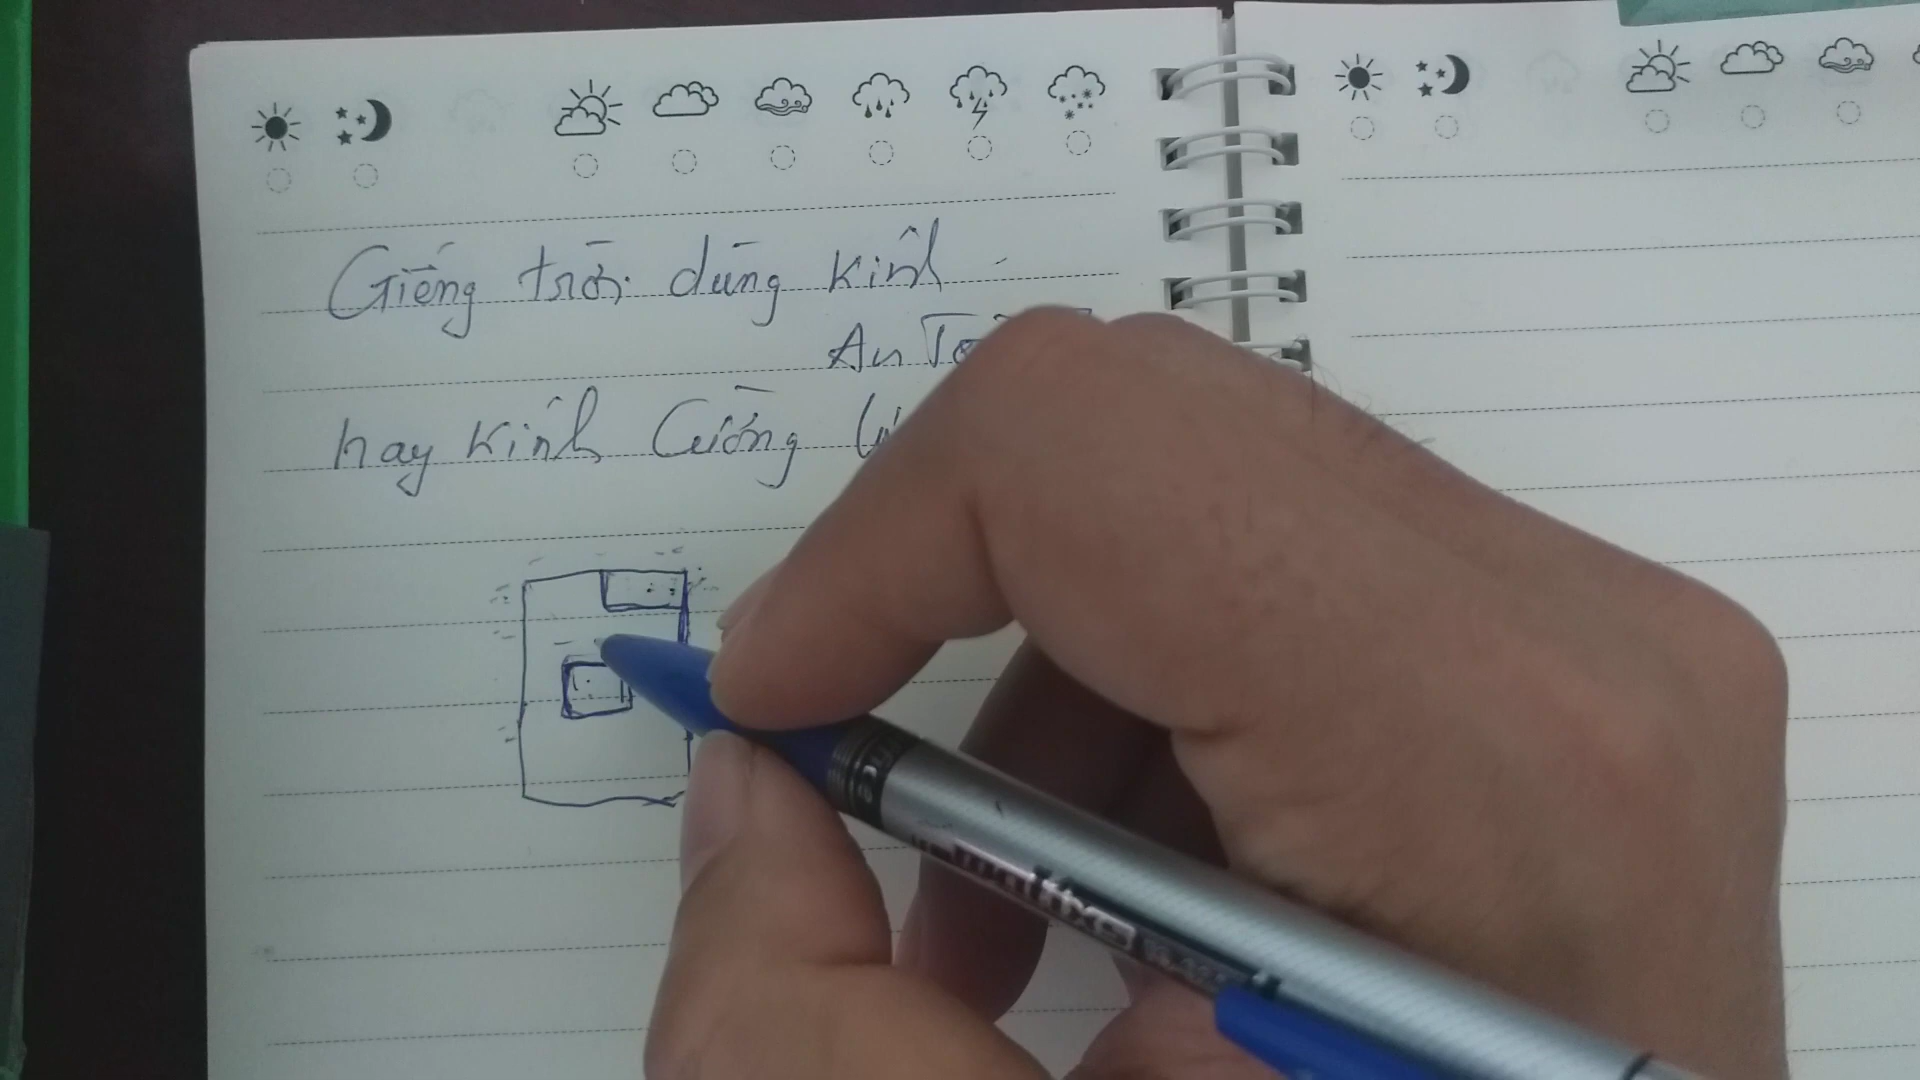 Giếng trời dùng kính
An
hay kính Cường